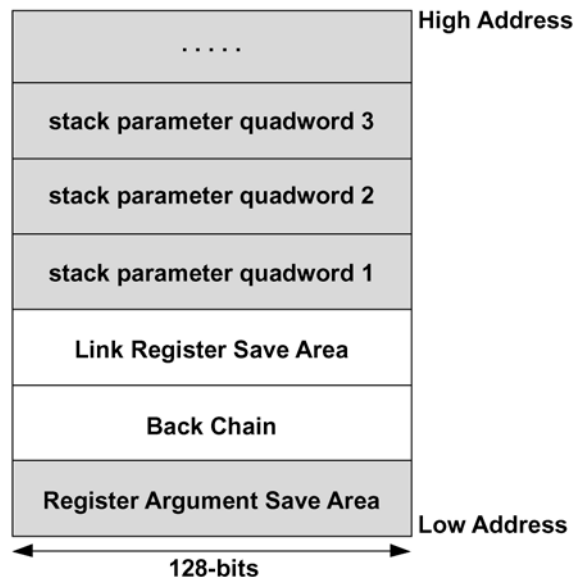 High Address
. . . . .
stack parameter quadword 3
stack parameter quadword 2
stack parameter quadword 1
Link Register Save Area
Back Chain
Register Argument Save Area
Low Address
128-bits